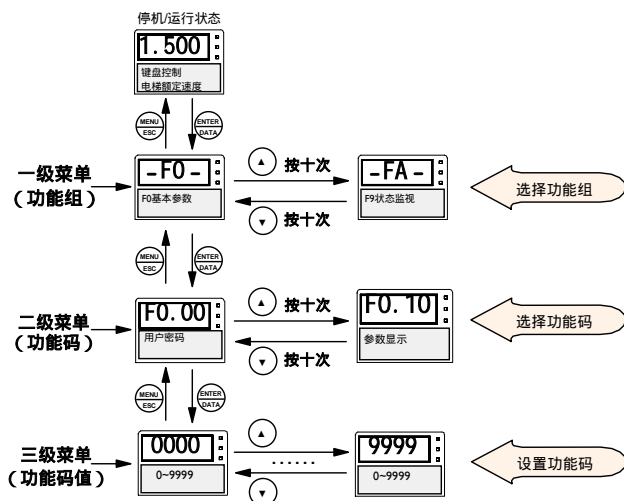 停机/运行状态
1.500
键盘控制
电梯额定速度
MENU
ESC
ENTER
DATA
一级菜单
（功能组）
-F0-
F0基本参数
按十次
按十次
-FA-
F9状态监视
选择功能组
MENU
ESC
ENTER
DATA
二级菜单
（功能码）
F0.00
用户密码
按十次
按十次
F0.10
参数显示
选择功能码
MENU
ESC
ENTER
DATA
三级菜单
（功能码值）
0000
0~9999
......
9999
0~9999
设置功能码